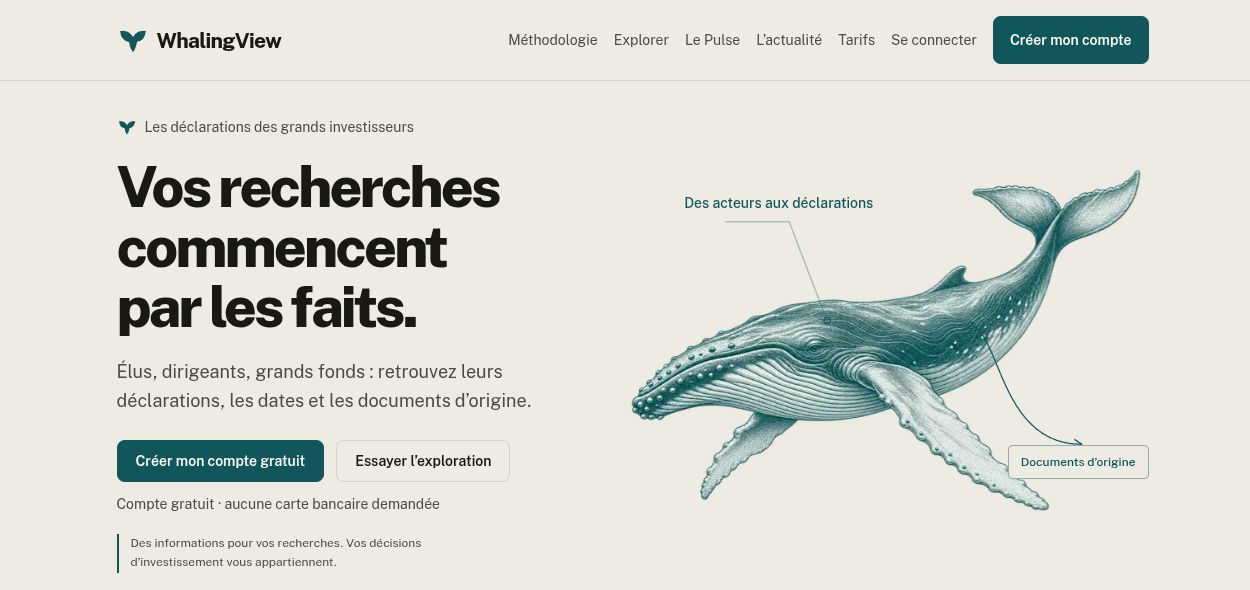 WhalingView
Méthodologie Explorer Le Pulse L’actualité Tarifs Se connecter Créer mon compte
Les déclarations des grands investisseurs
Vos recherches
commencent
par les faits.
Élus, dirigeants, grands fonds : retrouvez leurs
déclarations, les dates et les documents d’origine.
Créer mon compte gratuit Essayer l’exploration
Compte gratuit · aucune carte bancaire demandée
Des informations pour vos recherches. Vos décisions
d’investissement vous appartiennent.
Des acteurs aux déclarations
Documents d’origine